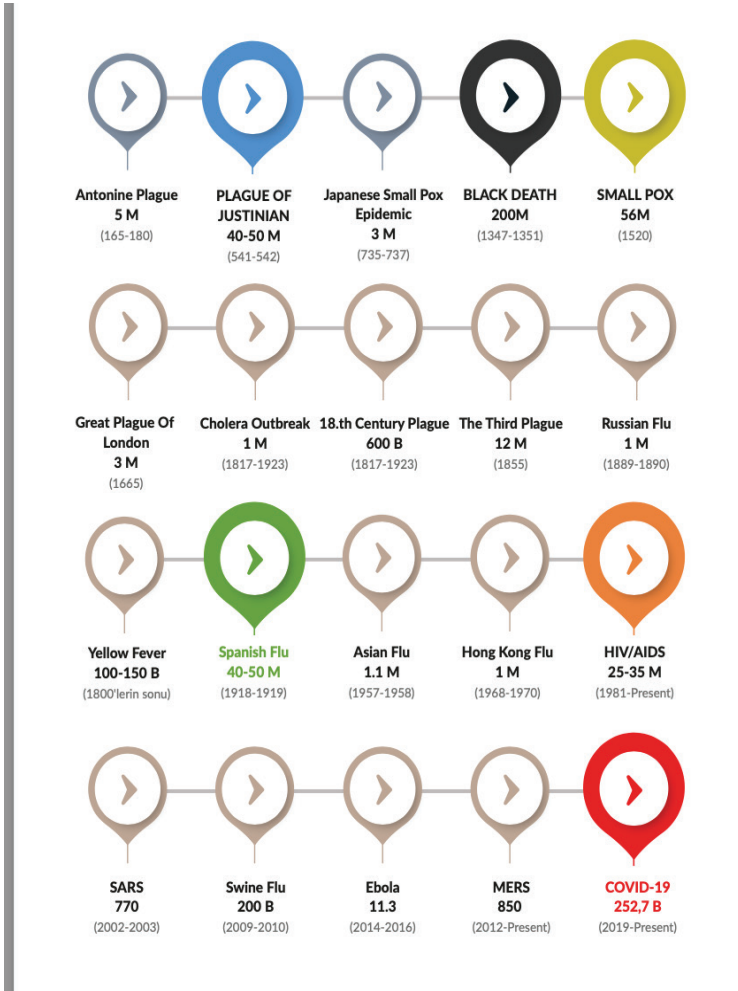 Antonine Plague
5 M
(165-180)
PLAGUE OF
JUSTINIAN
40-50 M
(541-542)
Japanese Small Pox
Epidemic
3 M
(735-737)
BLACK DEATH
200M
(1347-1351)
SMALL POX
56M
(1520)
Great Plague Of
London
3 M
(1665)
Cholera Outbreak
1 M
(1817-1923)
18.th Century Plague
600 B
(1817-1923)
The Third Plague
12 M
(1855)
Russian Flu
1 M
(1889-1890)
Yellow Fever
100-150 B
(1800'lerin sonu)
Spanish Flu
40-50 M
(1918-1919)
Asian Flu
1.1 M
(1957-1958)
Hong Kong Flu
1 M
(1968-1970)
HIV/AIDS
25-35 M
(1981-Present)
SARS
770
(2002-2003)
Swine Flu
200 B
(2009-2010)
Ebola
11.3
(2014-2016)
MERS
850
(2012-Present)
COVID-19
252,7 B
(2019-Present)